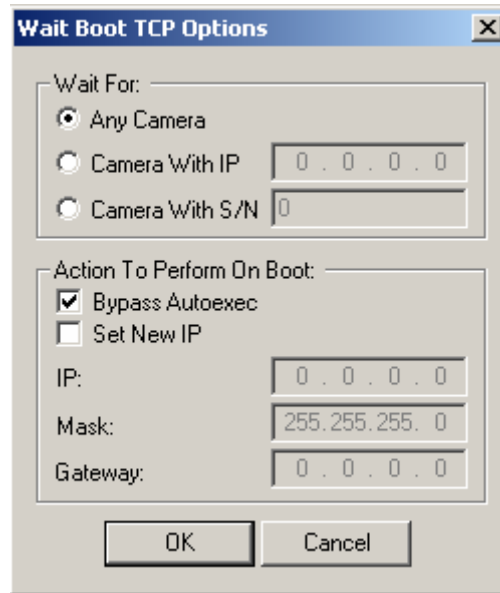 Wait Boot TCP Options
Wait For:
Any Camera
Camera With IP 0 . 0 . 0 . 0
Camera With S/N 0
Action To Perform On Boot:
Bypass Autoexec
Set New IP
IP: 0 . 0 . 0 . 0
Mask: 255.255.255. 0
Gateway: 0 . 0 . 0 . 0
OK Cancel